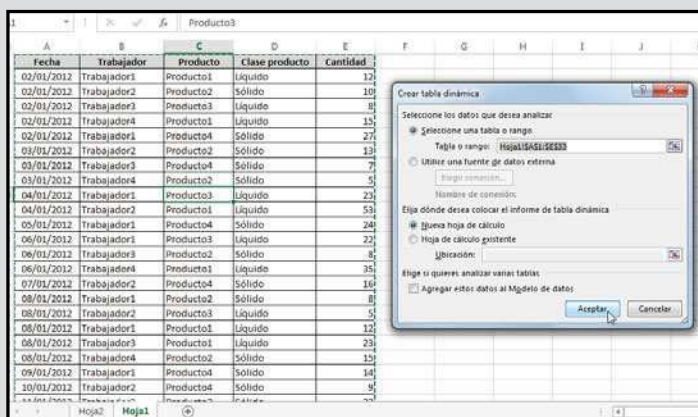 Producto3
A B C D E F G H I J
Fecha Trabajador Producto Clase producto Cantidad
02/01/2012 Trabajador1 Producto1 Líquido 12
02/01/2012 Trabajador2 Producto2 Sólido 10
02/01/2012 Trabajador3 Producto3 Líquido 8
02/01/2012 Trabajador4 Producto1 Líquido 15
02/01/2012 Trabajador1 Producto4 Sólido 27
03/01/2012 Trabajador2 Producto2 Sólido 13
03/01/2012 Trabajador3 Producto4 Sólido 7
03/01/2012 Trabajador4 Producto2 Sólido 5
04/01/2012 Trabajador1 Producto3 Líquido 23
04/01/2012 Trabajador2 Producto1 Líquido 53
05/01/2012 Trabajador1 Producto4 Sólido 24
06/01/2012 Trabajador1 Producto3 Líquido 22
06/01/2012 Trabajador3 Producto2 Sólido 8
06/01/2012 Trabajador4 Producto1 Líquido 35
07/01/2012 Trabajador2 Producto4 Sólido 16
08/01/2012 Trabajador1 Producto2 Sólido 8
08/01/2012 Trabajador2 Producto3 Líquido 5
08/01/2012 Trabajador1 Producto1 Líquido 12
08/01/2012 Trabajador3 Producto3 Líquido 23
08/01/2012 Trabajador4 Producto2 Sólido 15
09/01/2012 Trabajador1 Producto4 Sólido 14
10/01/2012 Trabajador2 Producto4 Sólido 9
Hoja2 Hoja1
Crear tabla dinámica
Seleccione los datos que desea analizar
Seleccione una tabla o rango
Tabla o rango: Hoja1!$A$1:$E$33
Utilice una fuente de datos externa
Elegir conexión...
Nombre de conexión:
Elija dónde desea colocar el informe de tabla dinámica
Nueva hoja de cálculo
Hoja de cálculo existente
Ubicación:
Elige si quieres analizar varias tablas
Agregar estos datos al Modelo de datos
Aceptar Cancelar